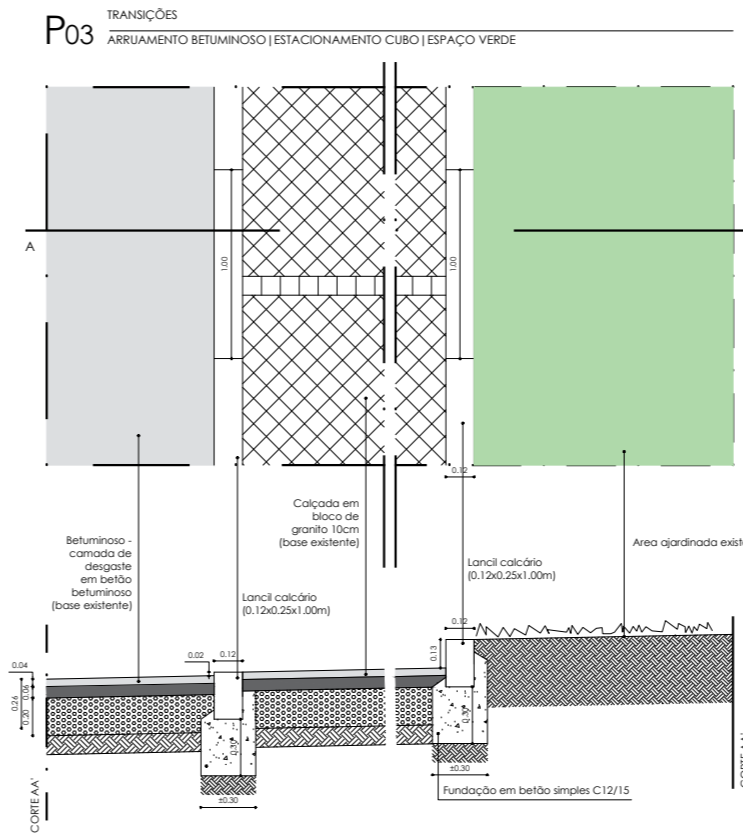 P03
TRANSIÇÕES
ARRUAMENTO BETUMINOSO | ESTACIONAMENTO CUBO | ESPAÇO VERDE
A
1.00
1.00
0.12
Betuminoso -
camada de
desgaste
em betão
betuminoso
(base existente)
Lancil calcário
(0.12x0.25x1.00m)
Calçada em
bloco de
granito 10cm
(base existente)
Lancil calcário
(0.12x0.25x1.00m)
Area ajardinada exist
0.04
0.06
0.26
0.20
0.02
0.12
0.30
±0.30
0.13
0.12
0.30
±0.30
Fundação em betão simples C12/15
CORTE AA'
CORTE AA'